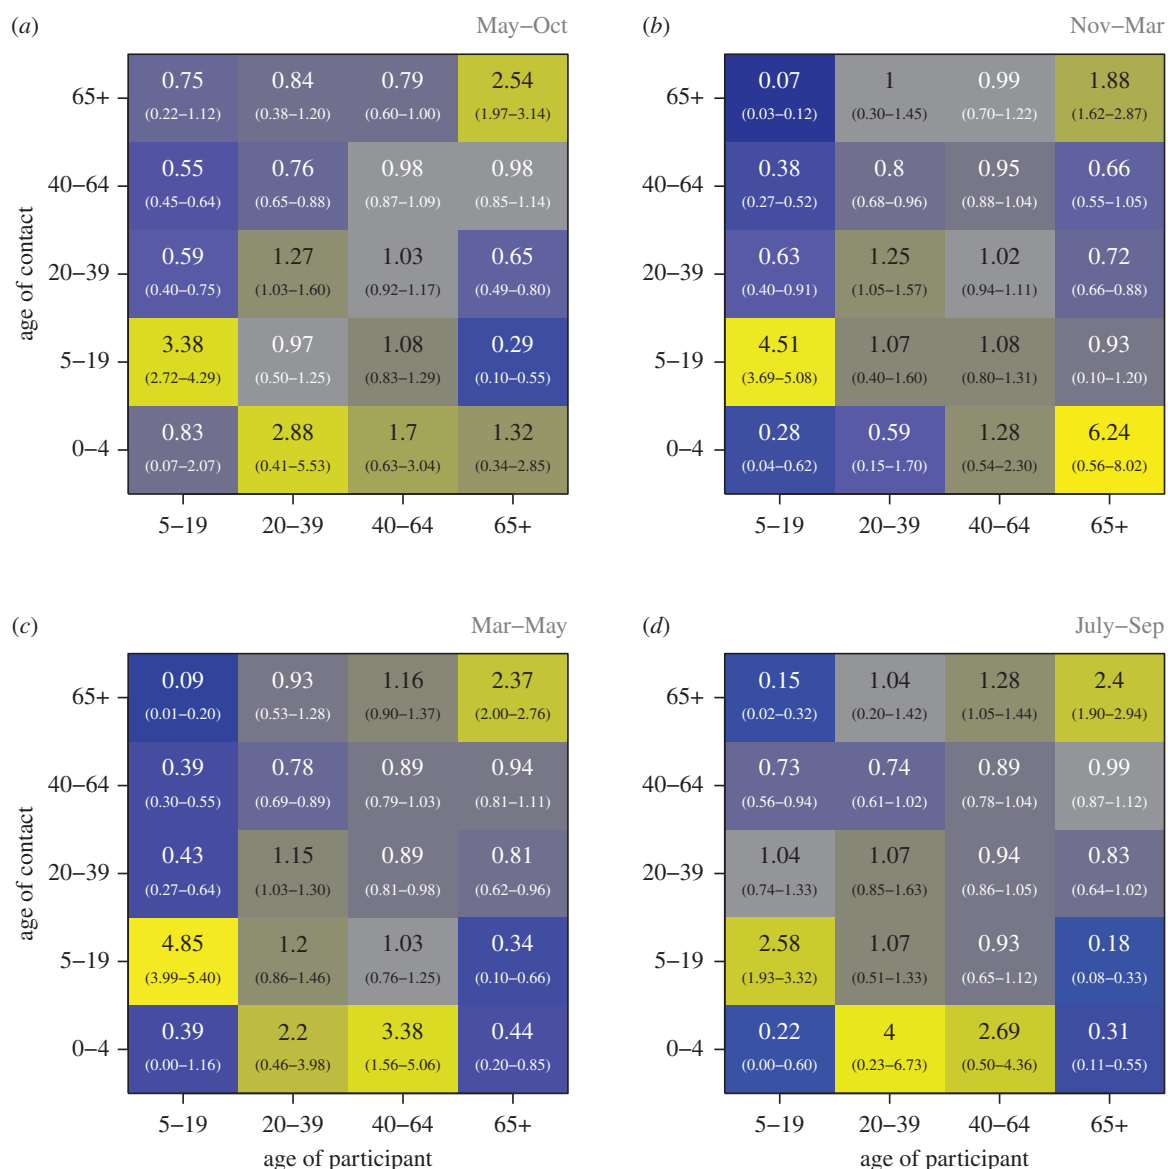 (a) May–Oct
65+ 0.75 0.84 0.79 2.54
(0.22–1.12) (0.38–1.20) (0.60–1.00) (1.97–3.14)
40–64 0.55 0.76 0.98 0.98
(0.45–0.64) (0.65–0.88) (0.87–1.09) (0.85–1.14)
20–39 0.59 1.27 1.03 0.65
(0.40–0.75) (1.03–1.60) (0.92–1.17) (0.49–0.80)
5–19 3.38 0.97 1.08 0.29
(2.72–4.29) (0.50–1.25) (0.83–1.29) (0.10–0.55)
0–4 0.83 2.88 1.7 1.32
(0.07–2.07) (0.41–5.53) (0.63–3.04) (0.34–2.85)
5–19 20–39 40–64 65+
age of contact
(b) Nov–Mar
65+ 0.07 1 0.99 1.88
(0.03–0.12) (0.30–1.45) (0.70–1.22) (1.62–2.87)
40–64 0.38 0.8 0.95 0.66
(0.27–0.52) (0.68–0.96) (0.88–1.04) (0.55–1.05)
20–39 0.63 1.25 1.02 0.72
(0.40–0.91) (1.05–1.57) (0.94–1.11) (0.66–0.88)
5–19 4.51 1.07 1.08 0.93
(3.69–5.08) (0.40–1.60) (0.80–1.31) (0.10–1.20)
0–4 0.28 0.59 1.28 6.24
(0.04–0.62) (0.15–1.70) (0.54–2.30) (0.56–8.02)
5–19 20–39 40–64 65+
(c) Mar–May
65+ 0.09 0.93 1.16 2.37
(0.01–0.20) (0.53–1.28) (0.90–1.37) (2.00–2.76)
40–64 0.39 0.78 0.89 0.94
(0.30–0.55) (0.69–0.89) (0.79–1.03) (0.81–1.11)
20–39 0.43 1.15 0.89 0.81
(0.27–0.64) (1.03–1.30) (0.81–0.98) (0.62–0.96)
5–19 4.85 1.2 1.03 0.34
(3.99–5.40) (0.86–1.46) (0.76–1.25) (0.10–0.66)
0–4 0.39 2.2 3.38 0.44
(0.00–1.16) (0.46–3.98) (1.56–5.06) (0.20–0.85)
5–19 20–39 40–64 65+
age of contact
age of participant
(d) July–Sep
65+ 0.15 1.04 1.28 2.4
(0.02–0.32) (0.20–1.42) (1.05–1.44) (1.90–2.94)
40–64 0.73 0.74 0.89 0.99
(0.56–0.94) (0.61–1.02) (0.78–1.04) (0.87–1.12)
20–39 1.04 1.07 0.94 0.83
(0.74–1.33) (0.85–1.63) (0.86–1.05) (0.64–1.02)
5–19 2.58 1.07 0.93 0.18
(1.93–3.32) (0.51–1.33) (0.65–1.12) (0.08–0.33)
0–4 0.22 4 2.69 0.31
(0.00–0.60) (0.23–6.73) (0.50–4.36) (0.11–0.55)
5–19 20–39 40–64 65+
age of participant